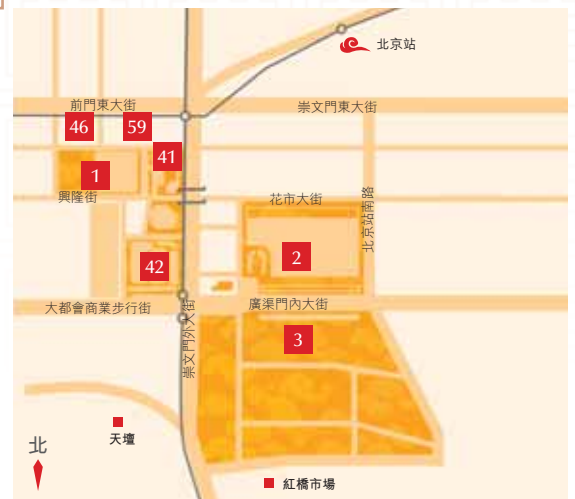 北京站
前門東大街
崇文門東大街
46
59
41
1
興隆街
花市大街
北京站南路
2
42
大都會商業步行街
崇文門外大街
廣渠門內大街
3
天壇
北
紅橋市場